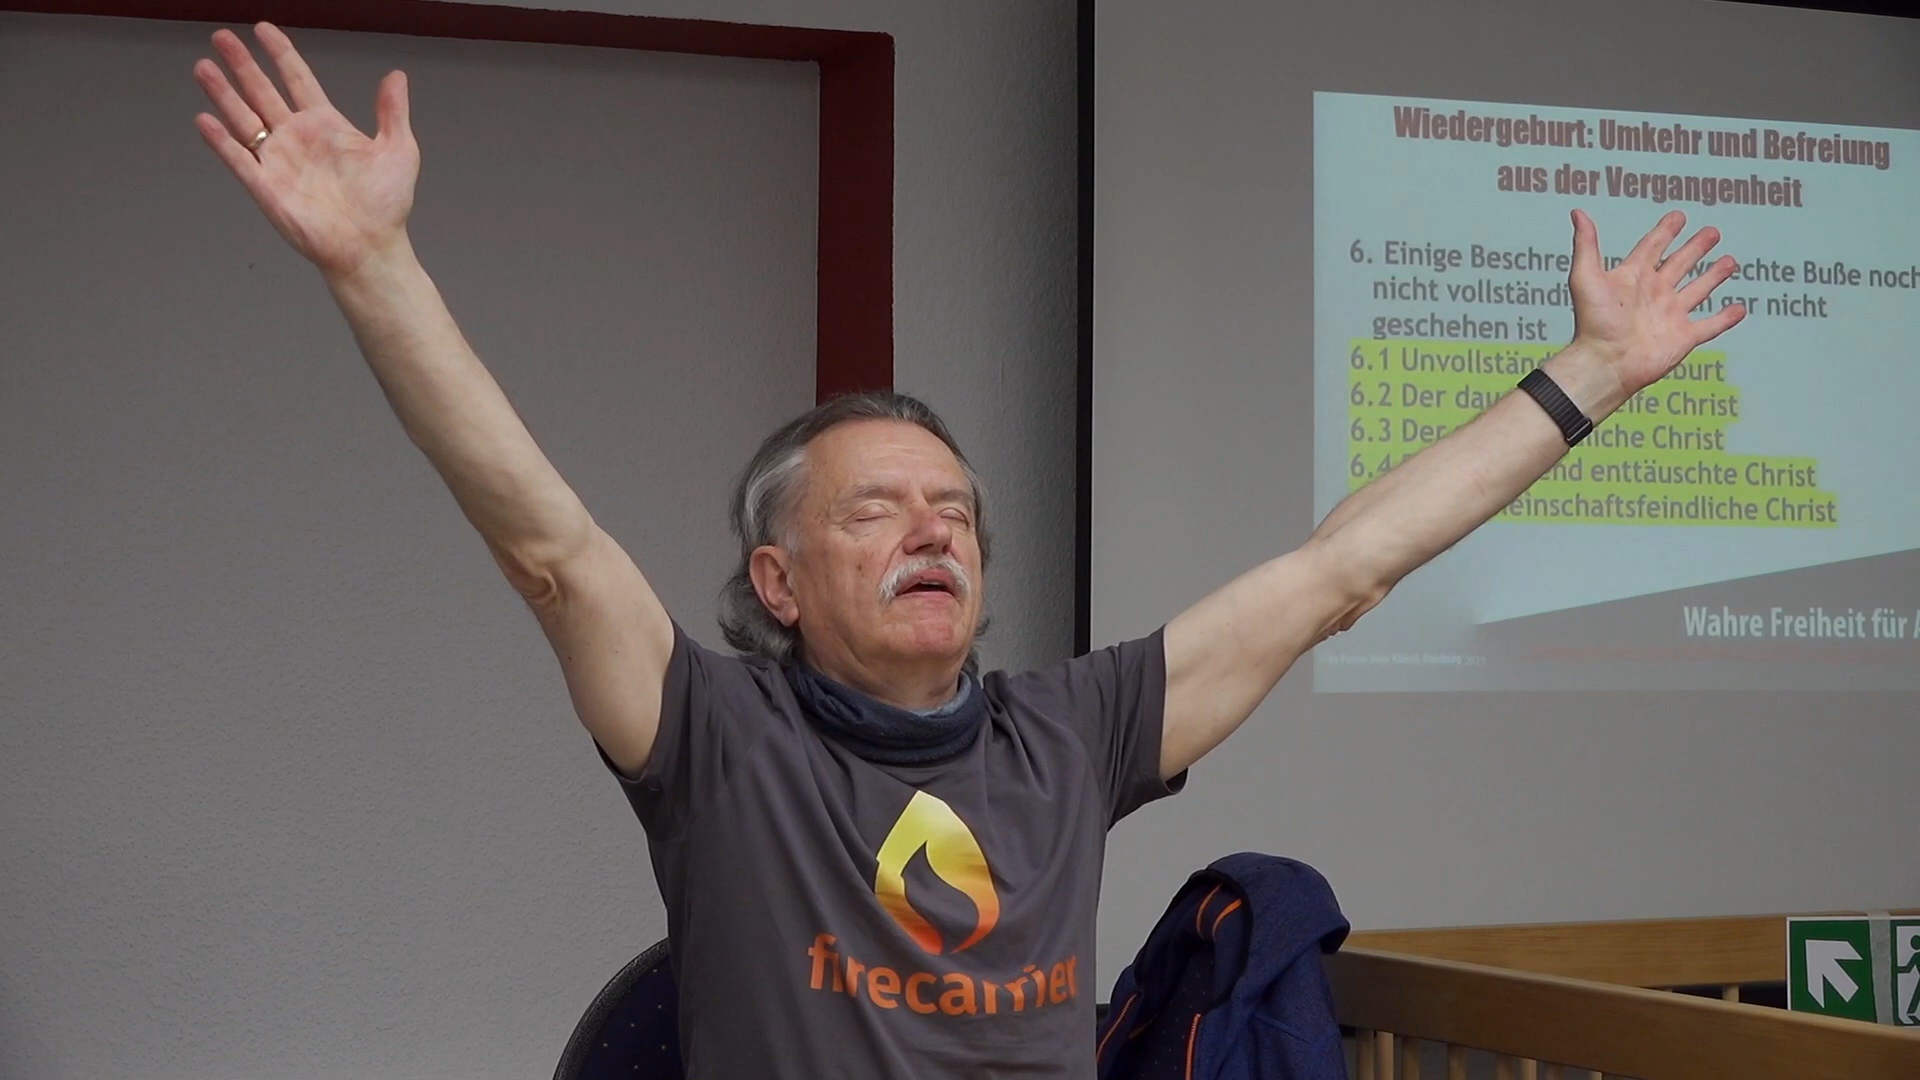 Wiedergeburt: Umkehr und Befreiung
aus der Vergangenheit
6. Einige Beschre echte Buße noch
nicht vollständi gar nicht
geschehen ist
6.1 Unvollständ burt
6.2 Der dau ife Christ
6.3 Der liche Christ
6.4 nd enttäuschte Christ
einschaftsfeindliche Christ
Wahre Freiheit für A
firecarrier